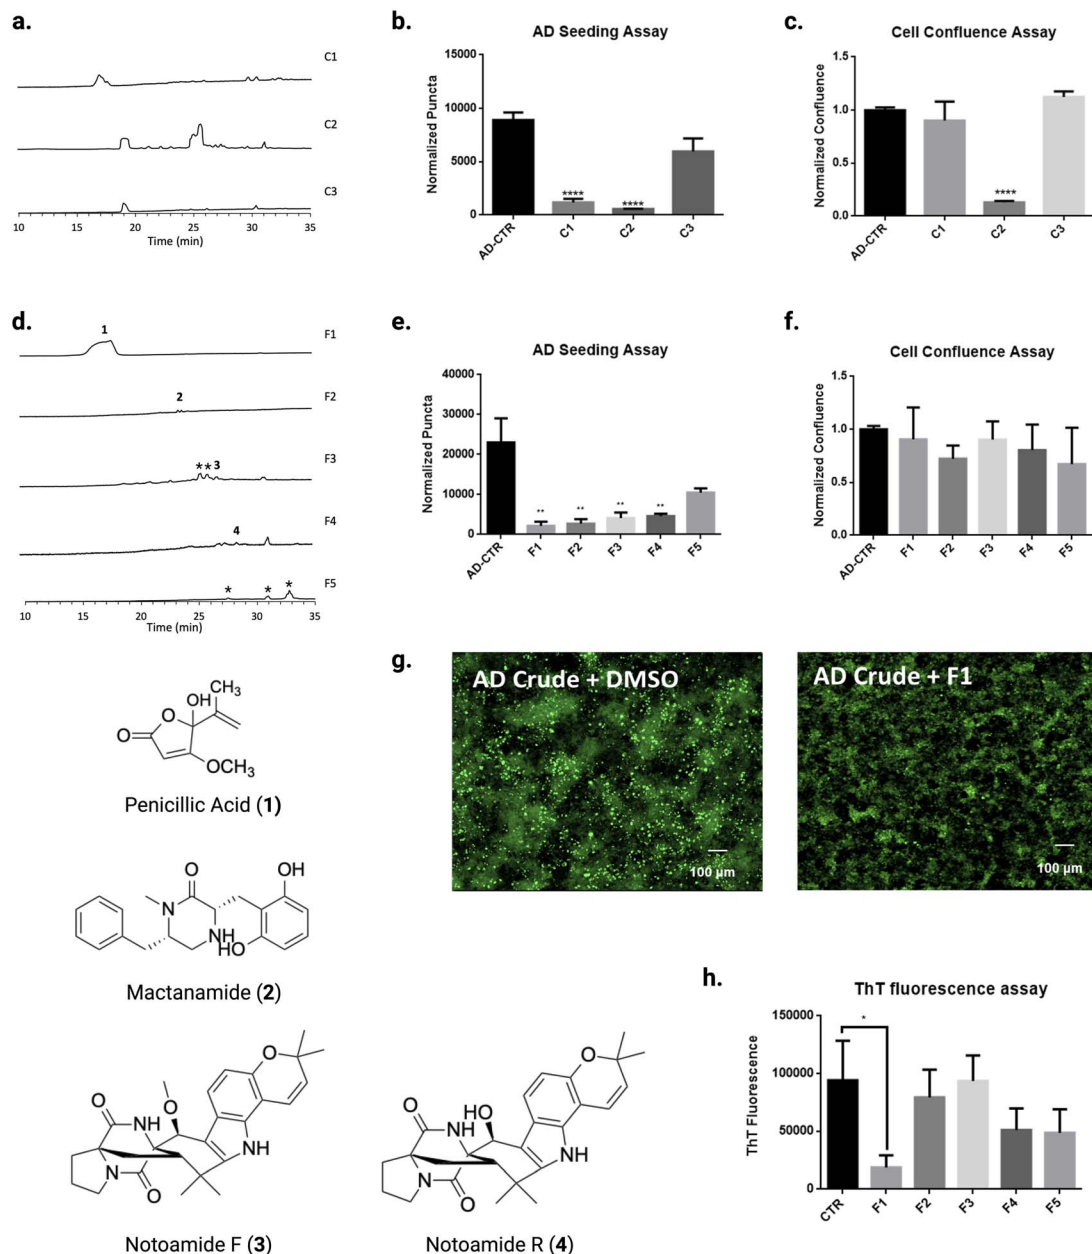 a.
C1
C2
C3
10 15 20 25 30 35
Time (min)
b.
AD Seeding Assay
Normalized Puncta
15000
10000
5000
0
****
****
AD-CTR C1 C2 C3
c.
Cell Confluence Assay
Normalized Confluence
1.5
1.0
0.5
0.0
****
AD-CTR C1 C2 C3
d.
1
F1
2
F2
* * 3
F3
4
F4
* * *
F5
10 15 20 25 30 35
Time (min)
e.
AD Seeding Assay
Normalized Puncta
40000
30000
20000
10000
0
** ** ** **
AD-CTR F1 F2 F3 F4 F5
f.
Cell Confluence Assay
Normalized Confluence
1.5
1.0
0.5
0.0
AD-CTR F1 F2 F3 F4 F5
O
O
OH
CH3
OCH3
Penicillic Acid (1)
N
O
NH
OH
HO
Mactanamide (2)
O
NH
O
N
O
O
NH
Notoamide F (3)
O
NH
HO
N
O
O
NH
Notoamide R (4)
g.
AD Crude + DMSO
100 µm
AD Crude + F1
100 µm
h.
ThT fluorescence assay
ThT Fluorescence
150000
100000
50000
0
*
CTR F1 F2 F3 F4 F5